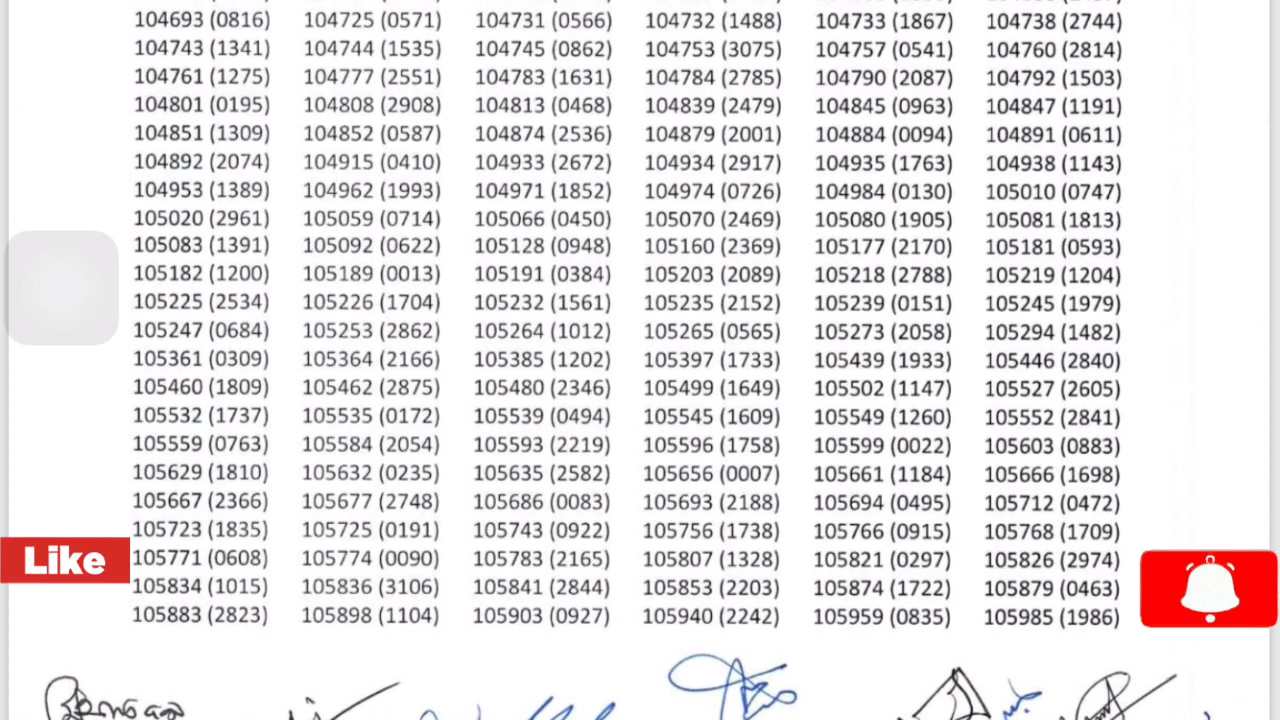 104693 (0816) 104725 (0571) 104731 (0566) 104732 (1488) 104733 (1867) 104738 (2744)
104743 (1341) 104744 (1535) 104745 (0862) 104753 (3075) 104757 (0541) 104760 (2814)
104761 (1275) 104777 (2551) 104783 (1631) 104784 (2785) 104790 (2087) 104792 (1503)
104801 (0195) 104808 (2908) 104813 (0468) 104839 (2479) 104845 (0963) 104847 (1191)
104851 (1309) 104852 (0587) 104874 (2536) 104879 (2001) 104884 (0094) 104891 (0611)
104892 (2074) 104915 (0410) 104933 (2672) 104934 (2917) 104935 (1763) 104938 (1143)
104953 (1389) 104962 (1993) 104971 (1852) 104974 (0726) 104984 (0130) 105010 (0747)
105020 (2961) 105059 (0714) 105066 (0450) 105070 (2469) 105080 (1905) 105081 (1813)
105083 (1391) 105092 (0622) 105128 (0948) 105160 (2369) 105177 (2170) 105181 (0593)
105182 (1200) 105189 (0013) 105191 (0384) 105203 (2089) 105218 (2788) 105219 (1204)
105225 (2534) 105226 (1704) 105232 (1561) 105235 (2152) 105239 (0151) 105245 (1979)
105247 (0684) 105253 (2862) 105264 (1012) 105265 (0565) 105273 (2058) 105294 (1482)
105361 (0309) 105364 (2166) 105385 (1202) 105397 (1733) 105439 (1933) 105446 (2840)
105460 (1809) 105462 (2875) 105480 (2346) 105499 (1649) 105502 (1147) 105527 (2605)
105532 (1737) 105535 (0172) 105539 (0494) 105545 (1609) 105549 (1260) 105552 (2841)
105559 (0763) 105584 (2054) 105593 (2219) 105596 (1758) 105599 (0022) 105603 (0883)
105629 (1810) 105632 (0235) 105635 (2582) 105656 (0007) 105661 (1184) 105666 (1698)
105667 (2366) 105677 (2748) 105686 (0083) 105693 (2188) 105694 (0495) 105712 (0472)
105723 (1835) 105725 (0191) 105743 (0922) 105756 (1738) 105766 (0915) 105768 (1709)
105771 (0608) 105774 (0090) 105783 (2165) 105807 (1328) 105821 (0297) 105826 (2974)
105834 (1015) 105836 (3106) 105841 (2844) 105853 (2203) 105874 (1722) 105879 (0463)
105883 (2823) 105898 (1104) 105903 (0927) 105940 (2242) 105959 (0835) 105985 (1986)
Like